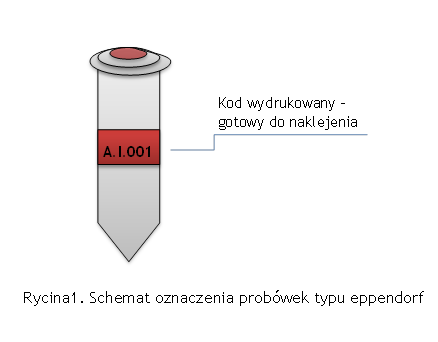 Kod wydrukowany -
gotowy do naklejenia
A.I.001
Rycina1. Schemat oznaczenia probówek typu eppendorf